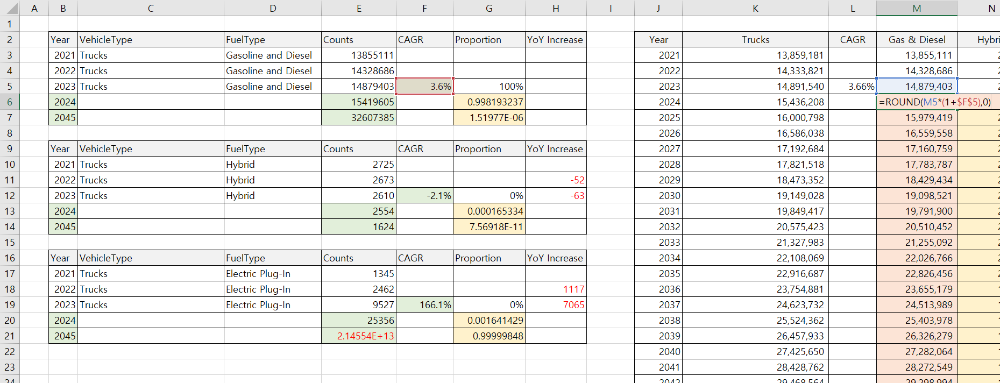 A B C D E F G H I J K L M N
1
2 Year VehicleType FuelType Counts CAGR Proportion YoY Increase Year Trucks CAGR Gas & Diesel Hybri
3 2021 Trucks Gasoline and Diesel 13855111 2021 13,859,181 13,855,111
4 2022 Trucks Gasoline and Diesel 14328686 2022 14,333,821 14,328,686
5 2023 Trucks Gasoline and Diesel 14879403 3.6% 100% 2023 14,891,540 3.66% 14,879,403
6 2024 15419605 0.998193237 2024 15,436,208 =ROUND(M5*(1+$F$5),0)
7 2045 32607385 1.51977E-06 2025 16,000,798 15,979,419
8 2026 16,586,038 16,559,558
9 Year VehicleType FuelType Counts CAGR Proportion YoY Increase 2027 17,192,684 17,160,759
10 2021 Trucks Hybrid 2725 2028 17,821,518 17,783,787
11 2022 Trucks Hybrid 2673 -52 2029 18,473,352 18,429,434
12 2023 Trucks Hybrid 2610 -2.1% 0% -63 2030 19,149,028 19,098,521
13 2024 2554 0.000165334 2031 19,849,417 19,791,900
14 2045 1624 7.56918E-11 2032 20,575,423 20,510,452
15 2033 21,327,983 21,255,092
16 Year VehicleType FuelType Counts CAGR Proportion YoY Increase 2034 22,108,069 22,026,766
17 2021 Trucks Electric Plug-In 1345 2035 22,916,687 22,826,456
18 2022 Trucks Electric Plug-In 2462 1117 2036 23,754,881 23,655,179
19 2023 Trucks Electric Plug-In 9527 166.1% 0% 7065 2037 24,623,732 24,513,989
20 2024 25356 0.001641429 2038 25,524,362 25,403,978
21 2045 2.14554E+13 0.99999848 2039 26,457,933 26,326,279
22 2040 27,425,650 27,282,064
23 2041 28,428,762 28,272,549
24 2042 29,468,564 29,298,994